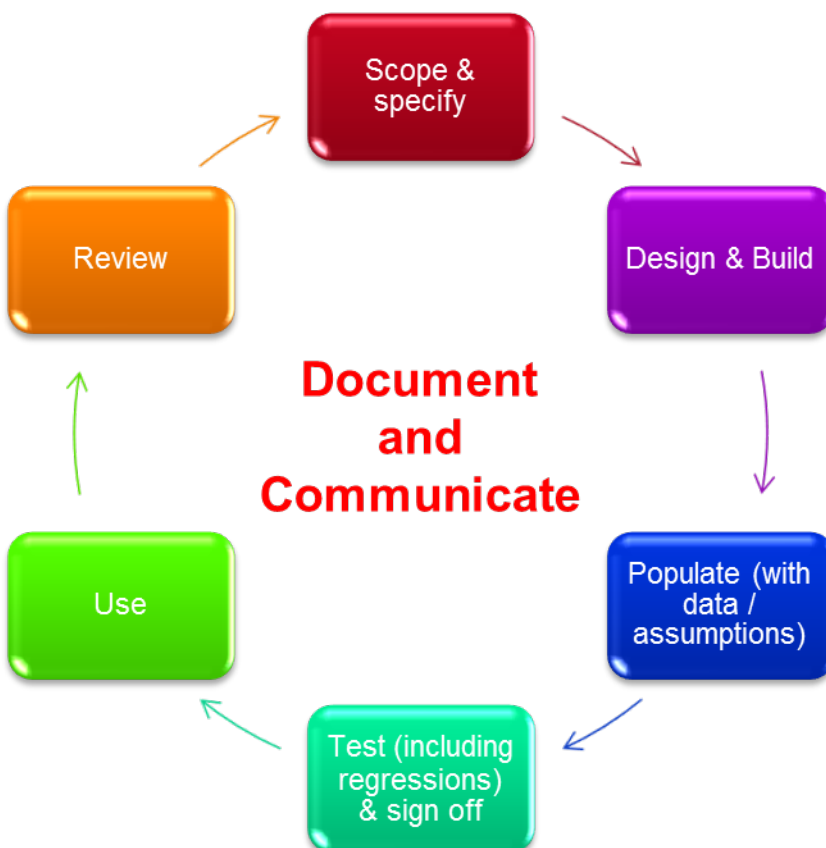 Scope &
specify
Design & Build
Populate (with
data /
assumptions)
Test (including
regressions)
& sign off
Use
Review
Document
and
Communicate